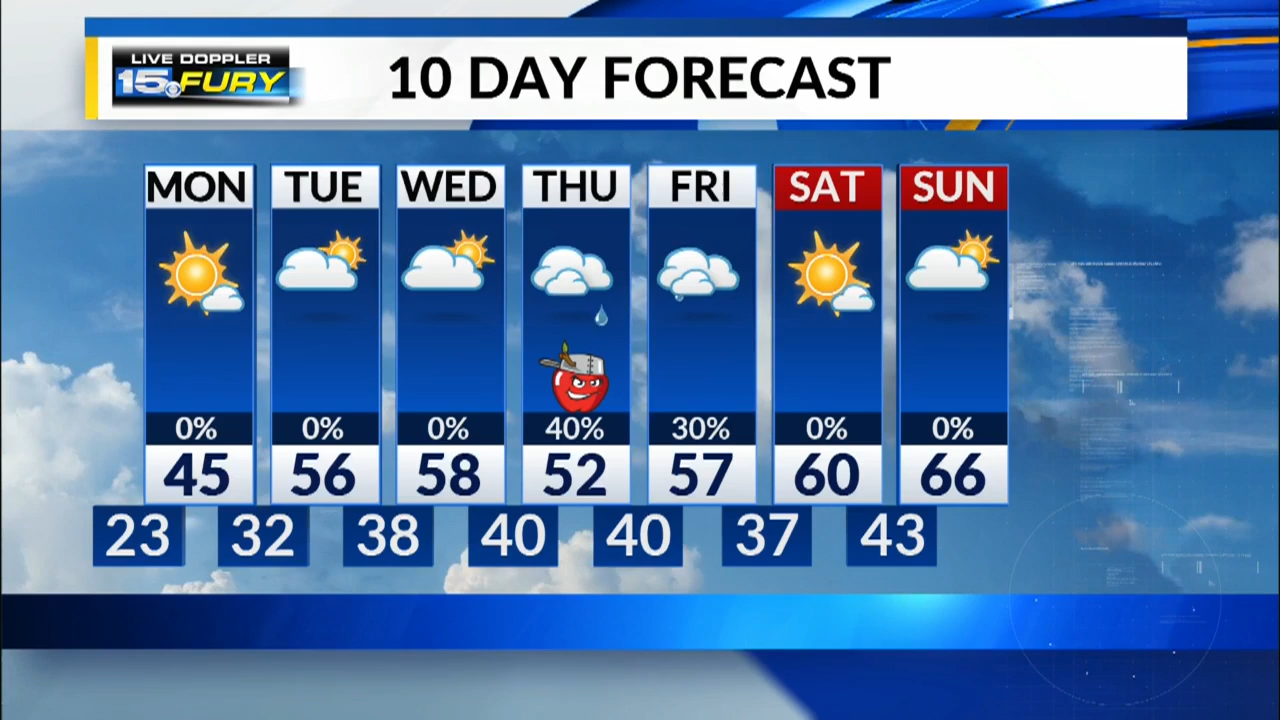 LIVE DOPPLER
15 FURY
10 DAY FORECAST
MON TUE WED THU FRI SAT SUN
0% 0% 0% 40% 30% 0% 0%
45 56 58 52 57 60 66
23 32 38 40 40 37 43